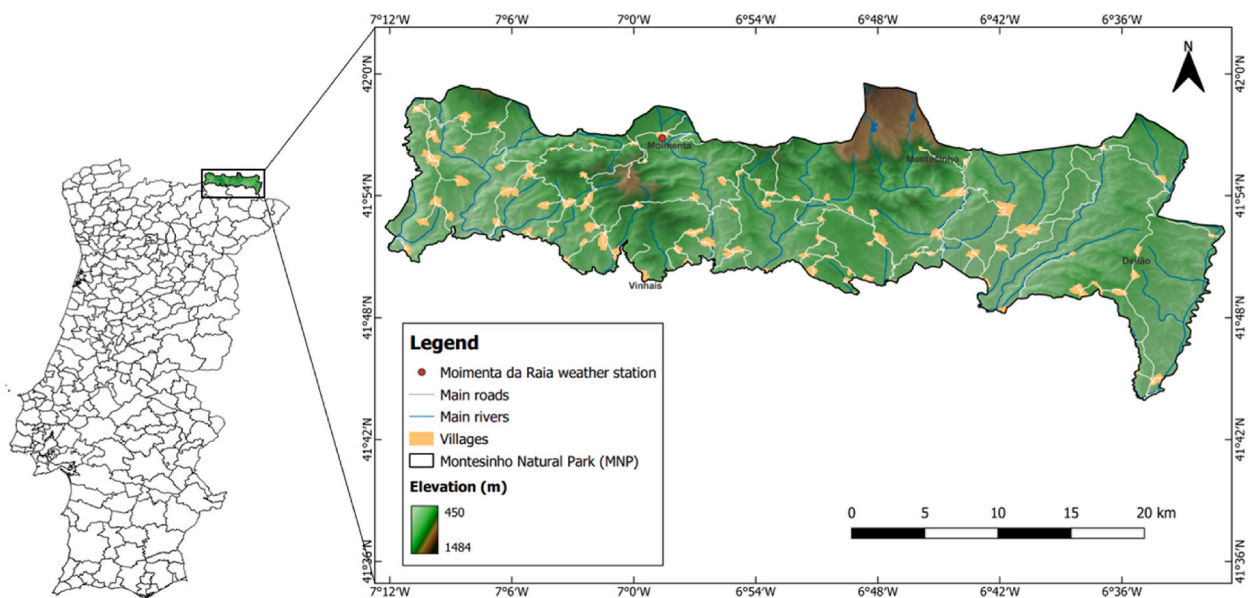 7°12′W 7°6′W 7°0′W 6°54′W 6°48′W 6°42′W 6°36′W
N
42°0′N 42°0′N
Moimenta
Montesinho
41°54′N 41°54′N
Deilão
Vinhais
41°48′N 41°48′N
Legend
Moimenta da Raia weather station
Main roads
Main rivers
Villages
Montesinho Natural Park (MNP)
Elevation (m)
450
1484
41°42′N 41°42′N
0 5 10 15 20 km
41°36′N 41°36′N
7°12′W 7°6′W 7°0′W 6°54′W 6°48′W 6°42′W 6°36′W